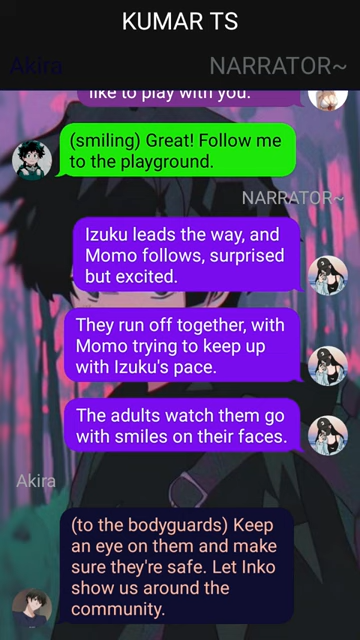 KUMAR TS
Akira
NARRATOR~
like to play with you.
(smiling) Great! Follow me
to the playground.
NARRATOR~
Izuku leads the way, and
Momo follows, surprised
but excited.
They run off together, with
Momo trying to keep up
with Izuku's pace.
The adults watch them go
with smiles on their faces.
Akira
(to the bodyguards) Keep
an eye on them and make
sure they're safe. Let Inko
show us around the
community.